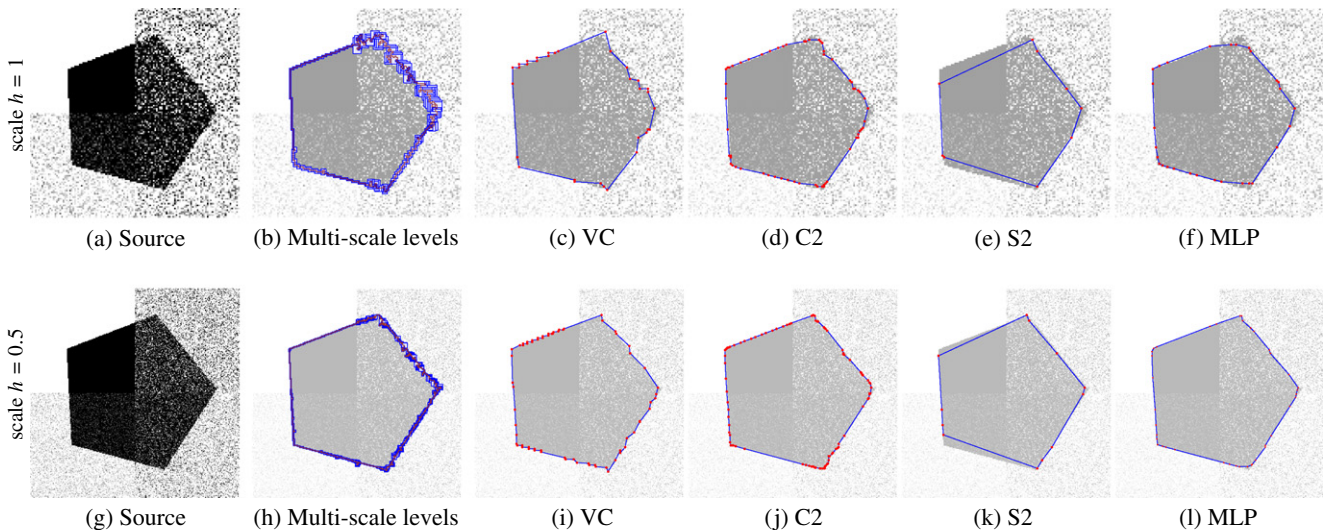 scale h = 1
(a) Source
(b) Multi-scale levels
(c) VC
(d) C2
(e) S2
(f) MLP
scale h = 0.5
(g) Source
(h) Multi-scale levels
(i) VC
(j) C2
(k) S2
(l) MLP